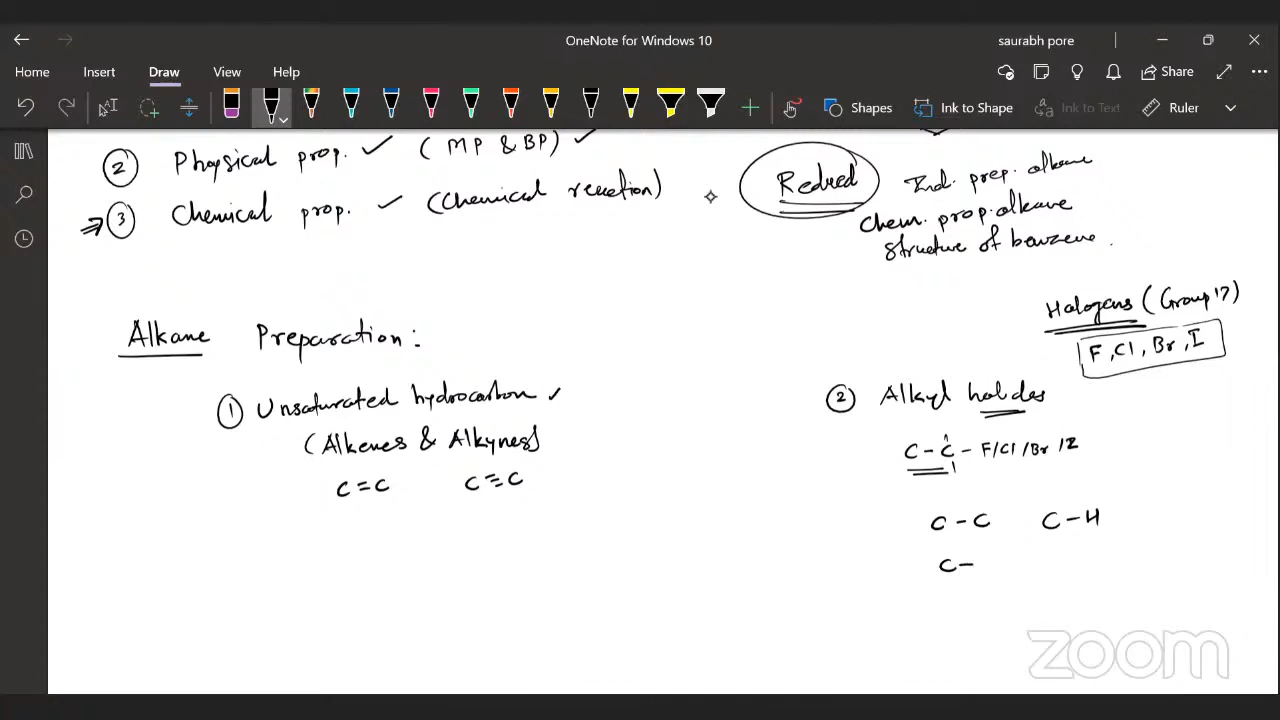 OneNote for Windows 10
saurabh pore
Home Insert Draw View Help
Share
Shapes
Ink to Shape
Ink to Text
Ruler
② Physical prop. ✓ (MP & BP) ✓
⇒ ③ Chemical prop. ✓ (Chemical reaction)
Reduced
Ind. prep. alkane
Chem. prop. alkane
structure of benzene.
Halogens (Group 17)
F, Cl, Br, I
Alkane Preparation:
① Unsaturated hydrocarbon ✓
(Alkenes & Alkynes)
C=C C≡C
② Alkyl halides
C - C - F/Cl/Br/I
C - C C - H
C -
zoom